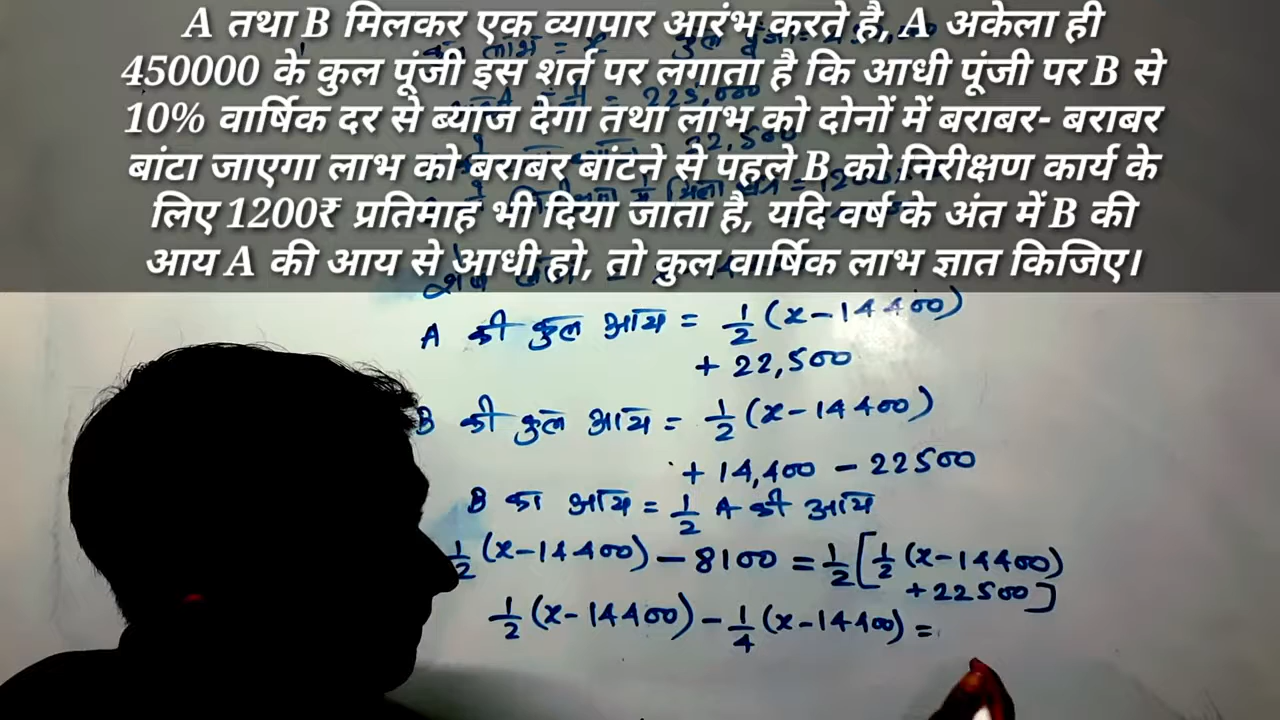 A तथा B मिलकर एक व्यापार आरंभ करते है, A अकेला ही
450000 के कुल पूंजी इस शर्त पर लगाता है कि आधी पूंजी पर B से
10% वार्षिक दर से ब्याज देगा तथा लाभ को दोनों में बराबर- बराबर
बांटा जाएगा लाभ को बराबर बांटने से पहले B को निरीक्षण कार्य के
लिए 1200₹ प्रतिमाह भी दिया जाता है, यदि वर्ष के अंत में B की
आय A की आय से आधी हो, तो कुल वार्षिक लाभ ज्ञात किजिए।
A की कुल आय = 1/2 (x-14400)
+ 22,500
B की कुल आय = 1/2 (x-14400)
+ 14,400 - 22500
B का आय = 1/2 A की आय
1/2 (x-14400) - 8100 = 1/2 [1/2 (x-14400)
+22500]
1/2 (x-14400) - 1/4 (x-14400) =